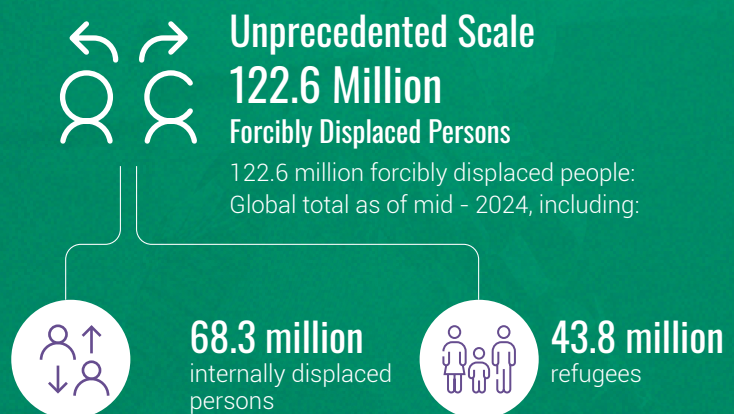 Unprecedented Scale
122.6 Million
Forcibly Displaced Persons
122.6 million forcibly displaced people:
Global total as of mid - 2024, including:
68.3 million
internally displaced
persons
43.8 million
refugees